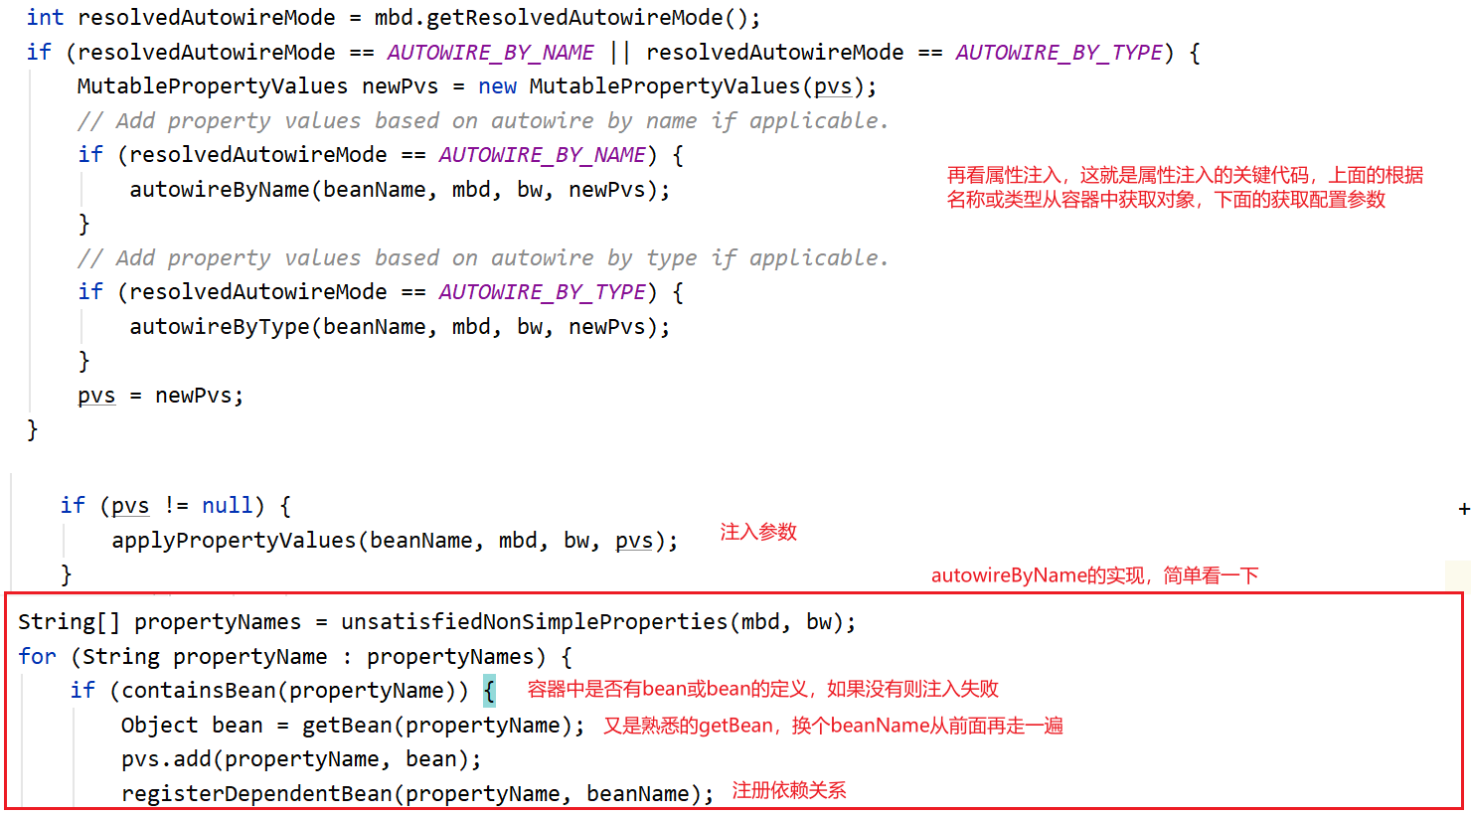 int resolvedAutowireMode = mbd.getResolvedAutowireMode();
if (resolvedAutowireMode == AUTOWIRE_BY_NAME || resolvedAutowireMode == AUTOWIRE_BY_TYPE) {
MutablePropertyValues newPvs = new MutablePropertyValues(pvs);
// Add property values based on autowire by name if applicable.
if (resolvedAutowireMode == AUTOWIRE_BY_NAME) {
autowireByName(beanName, mbd, bw, newPvs);
再看属性注入，这就是属性注入的关键代码，上面的根据
名称或类型从容器中获取对象，下面的获取配置参数
}
// Add property values based on autowire by type if applicable.
if (resolvedAutowireMode == AUTOWIRE_BY_TYPE) {
autowireByType(beanName, mbd, bw, newPvs);
}
pvs = newPvs;
}
if (pvs != null) {
applyPropertyValues(beanName, mbd, bw, pvs); 注入参数
}
autowireByName的实现，简单看一下
String[] propertyNames = unsatisfiedNonSimpleProperties(mbd, bw);
for (String propertyName : propertyNames) {
if (containsBean(propertyName)) { 容器中是否有bean或bean的定义，如果没有则注入失败
Object bean = getBean(propertyName); 又是熟悉的getBean，换个beanName从前面再走一遍
pvs.add(propertyName, bean);
registerDependentBean(propertyName, beanName); 注册依赖关系